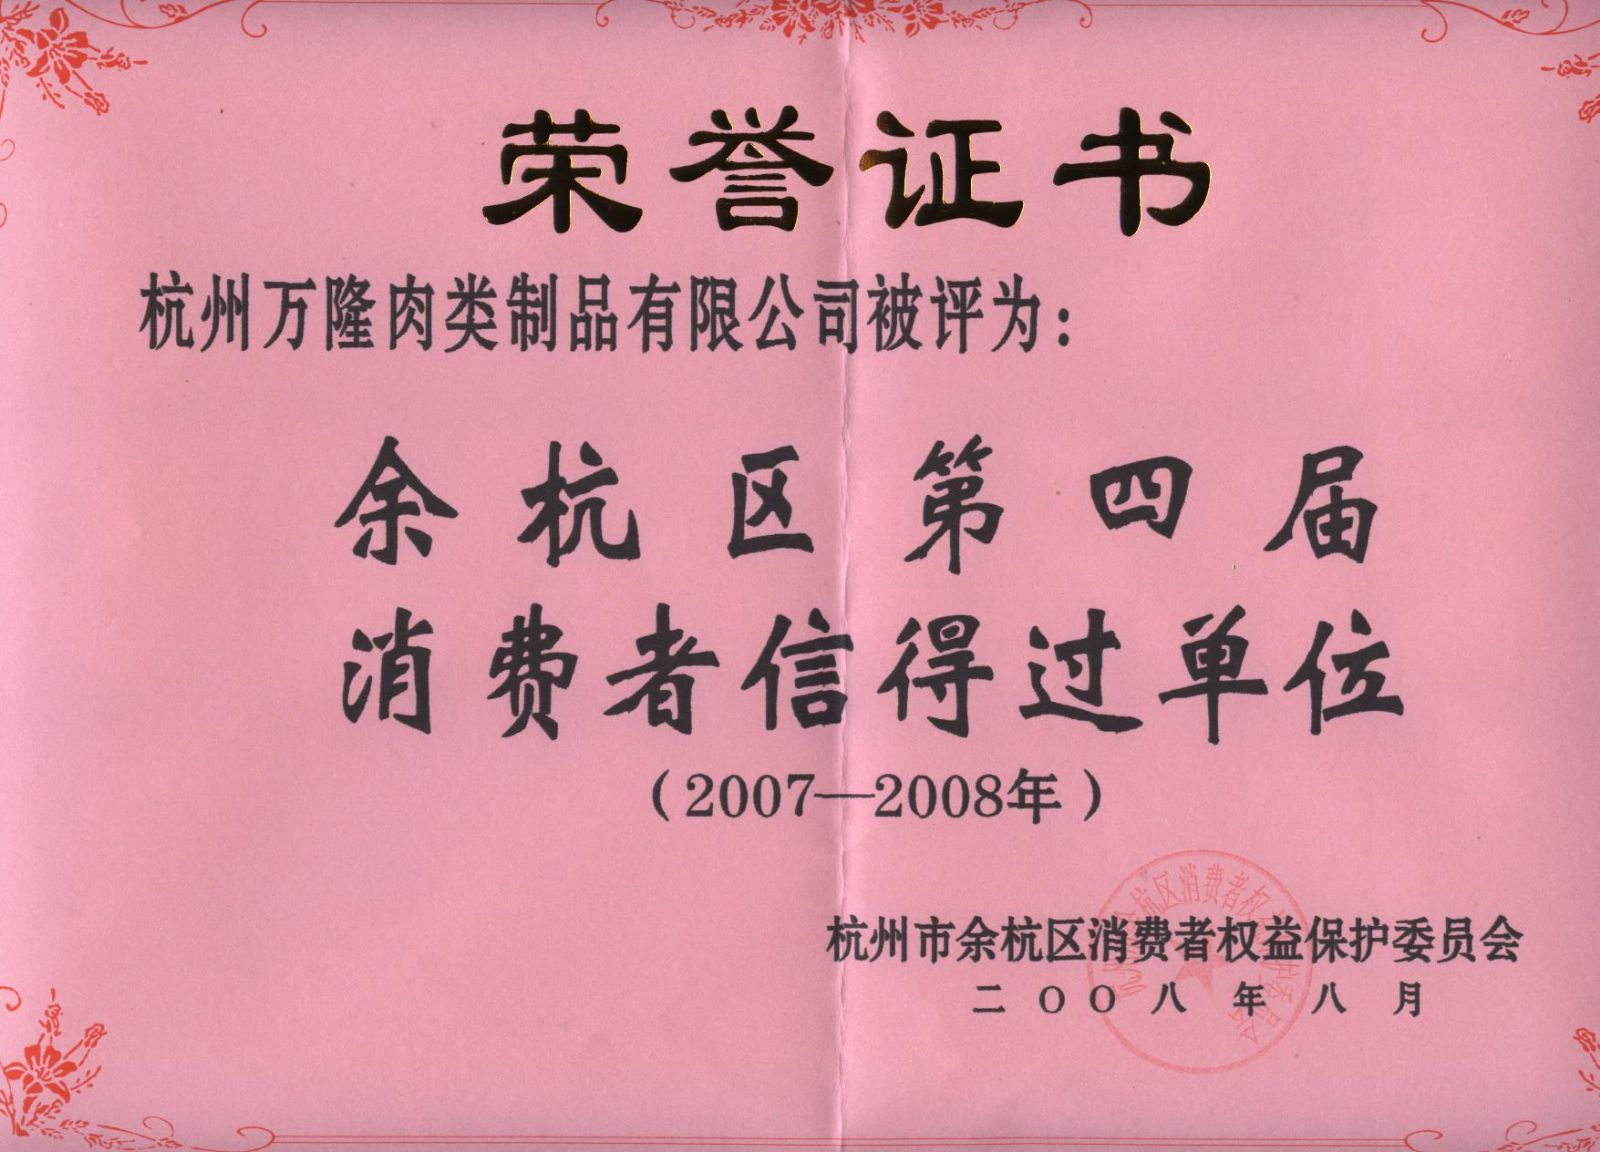 荣誉证书
杭州万隆肉类制品有限公司被评为：
余杭区第四届
消费者信得过单位
（2007—2008年）
杭州市余杭区消费者权益保护委员会
二〇〇八年八月